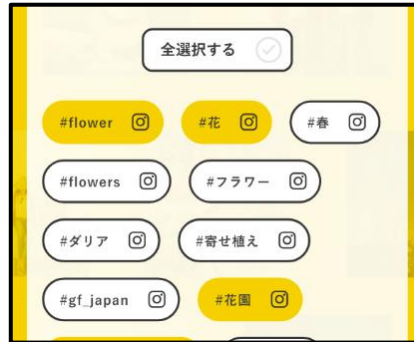 全選択する
#flower #花 #春
#flowers #フラワー
#ダリア #寄せ植え
#gf_japan #花園